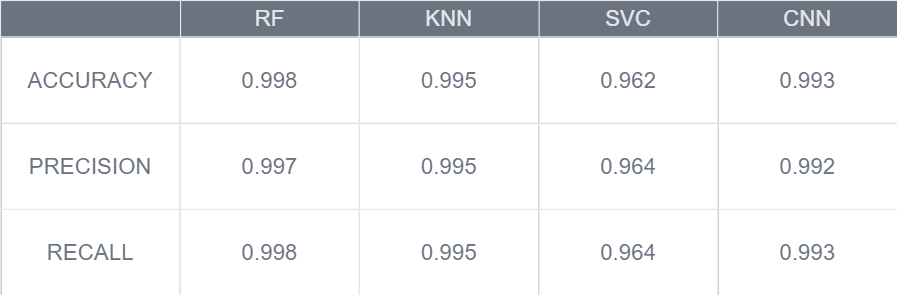 RF KNN SVC CNN
ACCURACY 0.998 0.995 0.962 0.993
PRECISION 0.997 0.995 0.964 0.992
RECALL 0.998 0.995 0.964 0.993